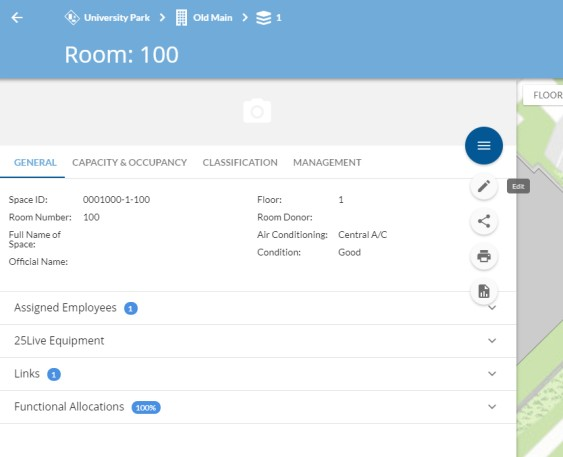 University Park > Old Main > 1
Room: 100
FLOOR
GENERAL CAPACITY & OCCUPANCY CLASSIFICATION MANAGEMENT
Edit
Space ID: 0001000-1-100
Room Number: 100
Full Name of
Space:
Official Name:
Floor: 1
Room Donor:
Air Conditioning: Central A/C
Condition: Good
Assigned Employees 1
25Live Equipment
Links 1
Functional Allocations 100%